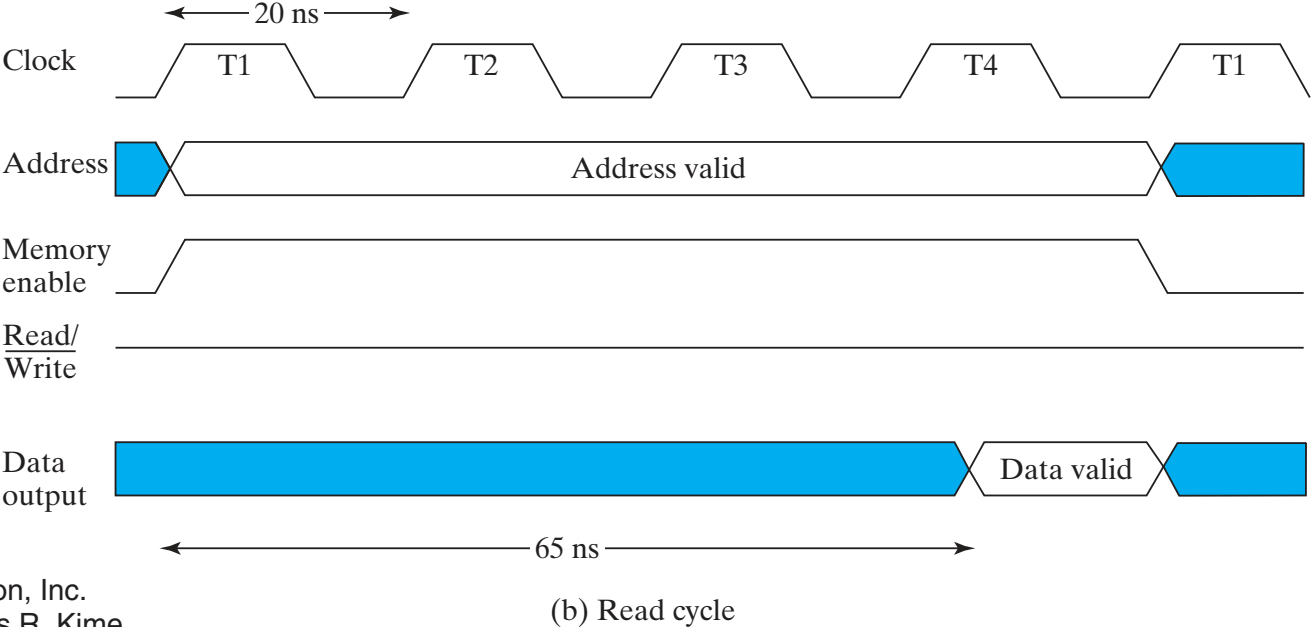 20 ns
Clock
T1 T2 T3 T4 T1
Address
Address valid
Memory
enable
Read/
Write
Data
output
Data valid
65 ns
on, Inc.
(b) Read cycle
s R. Kime